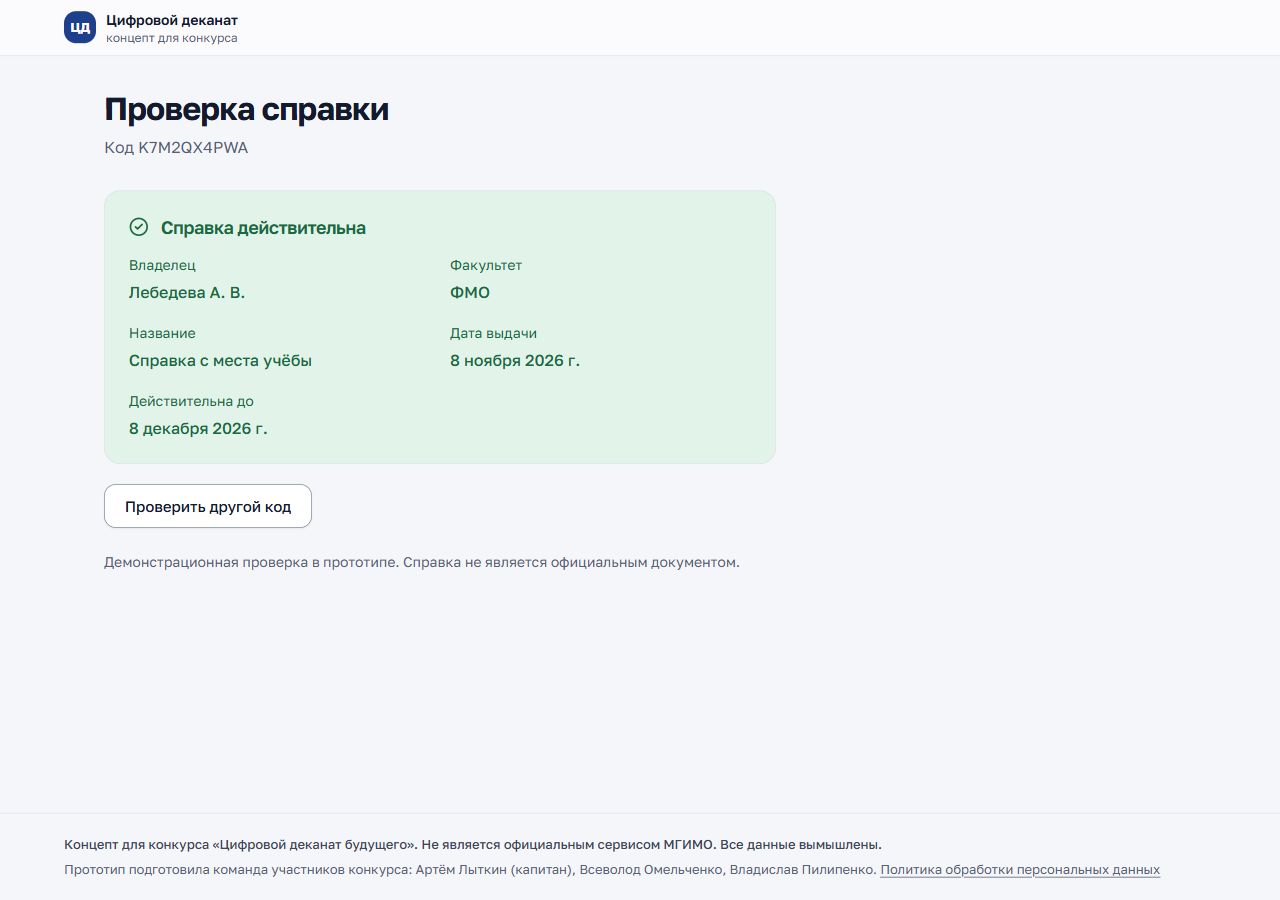 ЦД
Цифровой деканат
концепт для конкурса
Проверка справки
Код K7M2QX4PWA
Справка действительна
Владелец
Лебедева А. В.
Факультет
ФМО
Название
Справка с места учёбы
Дата выдачи
8 ноября 2026 г.
Действительна до
8 декабря 2026 г.
Проверить другой код
Демонстрационная проверка в прототипе. Справка не является официальным документом.
Концепт для конкурса «Цифровой деканат будущего». Не является официальным сервисом МГИМО. Все данные вымышлены.
Прототип подготовила команда участников конкурса: Артём Лыткин (капитан), Всеволод Омельченко, Владислав Пилипенко. Политика обработки персональных данных